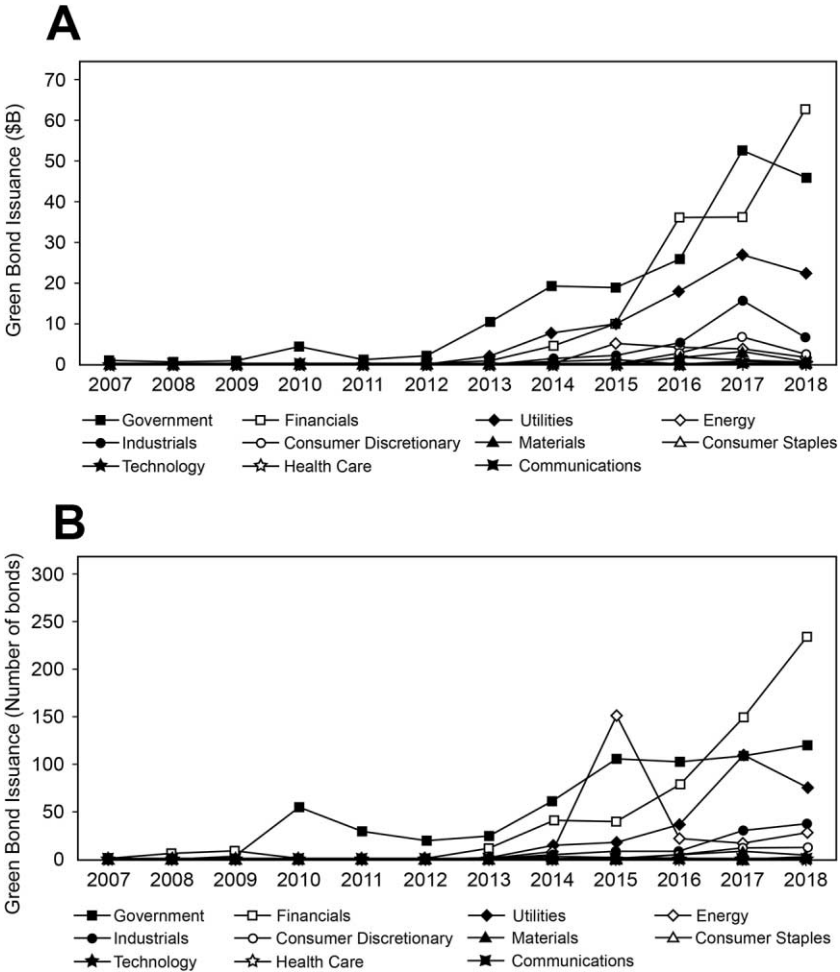 A
Green Bond Issuance ($B)
70
60
50
40
30
20
10
0
2007 2008 2009 2010 2011 2012 2013 2014 2015 2016 2017 2018
Government Financials Utilities Energy
Industrials Consumer Discretionary Materials Consumer Staples
Technology Health Care Communications
B
Green Bond Issuance (Number of bonds)
300
250
200
150
100
50
0
2007 2008 2009 2010 2011 2012 2013 2014 2015 2016 2017 2018
Government Financials Utilities Energy
Industrials Consumer Discretionary Materials Consumer Staples
Technology Health Care Communications